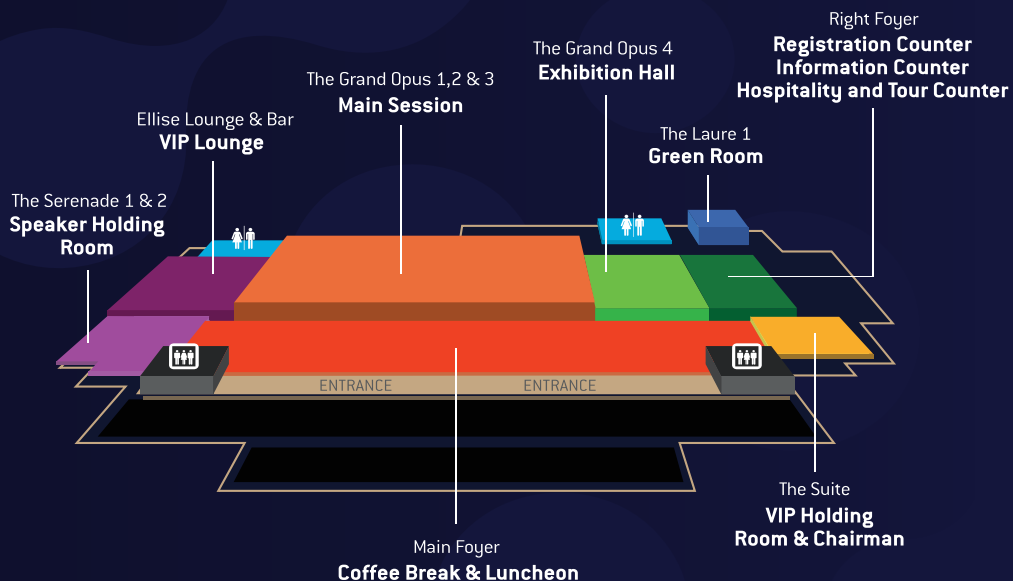 Right Foyer
Registration Counter
Information Counter
Hospitality and Tour Counter
The Grand Opus 4
Exhibition Hall
The Grand Opus 1,2 & 3
Main Session
Ellise Lounge & Bar
VIP Lounge
The Laure 1
Green Room
The Serenade 1 & 2
Speaker Holding
Room
ENTRANCE
ENTRANCE
The Suite
VIP Holding
Room & Chairman
Main Foyer
Coffee Break & Luncheon